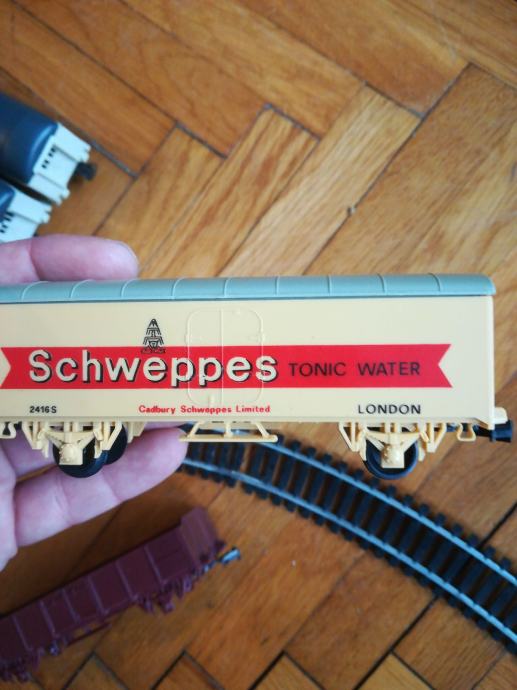 Schweppes TONIC WATER
2416S Cadbury Schweppes Limited LONDON